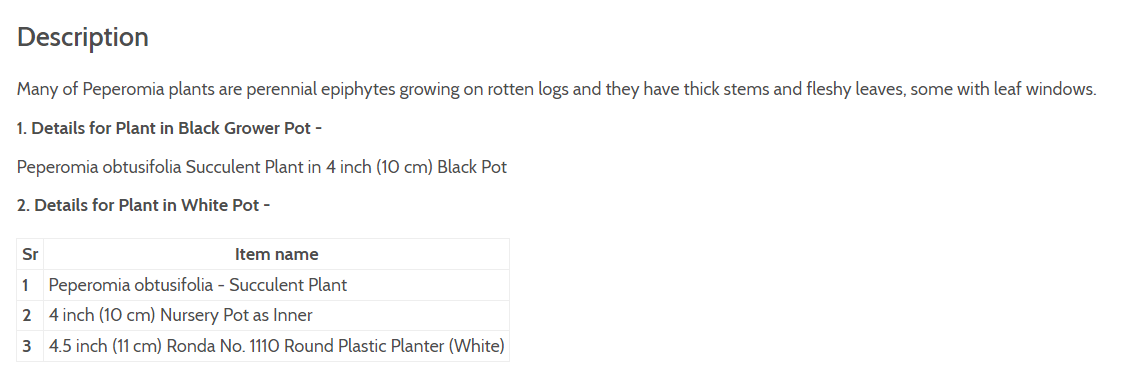 Description
Many of Peperomia plants are perennial epiphytes growing on rotten logs and they have thick stems and fleshy leaves, some with leaf windows.
1. Details for Plant in Black Grower Pot -
Peperomia obtusifolia Succulent Plant in 4 inch (10 cm) Black Pot
2. Details for Plant in White Pot -
Sr Item name
1 Peperomia obtusifolia - Succulent Plant
2 4 inch (10 cm) Nursery Pot as Inner
3 4.5 inch (11 cm) Ronda No. 1110 Round Plastic Planter (White)